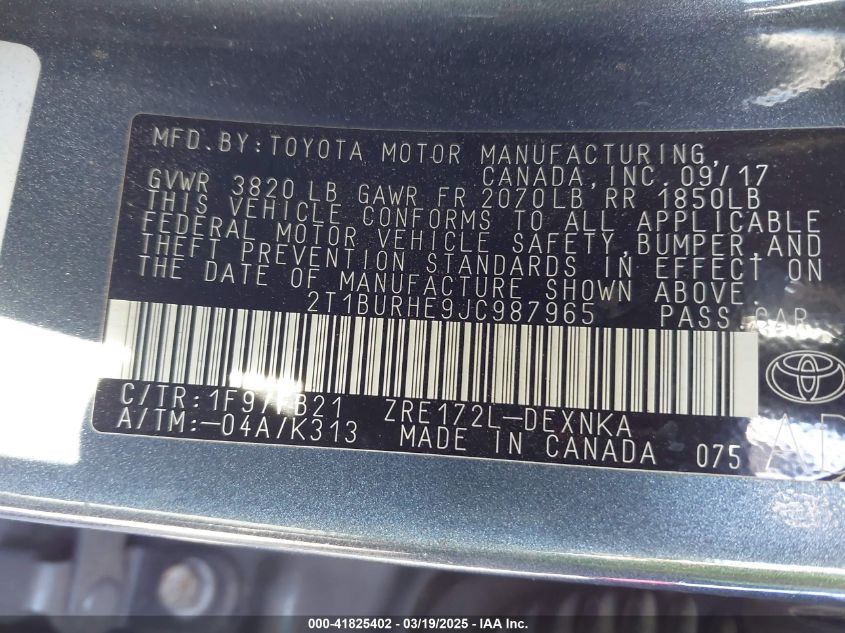 MFD. BY: TOYOTA MOTOR MANUFACTURING,
CANADA, INC. 09/17
GVWR 3820 LB GAWR FR 2070LB RR 1850LB
THIS VEHICLE CONFORMS TO ALL APPLICABLE
FEDERAL MOTOR VEHICLE SAFETY, BUMPER, AND
THEFT PREVENTION STANDARDS IN EFFECT ON
THE DATE OF MANUFACTURE SHOWN ABOVE.
2T1BURHE9JC987965 PASS. CAR
C/TR: ZRE172L-DEXNKA
A/TM:-04A/K313 MADE IN CANADA 075
000-41825402 - 03/19/2025 - IAA Inc.